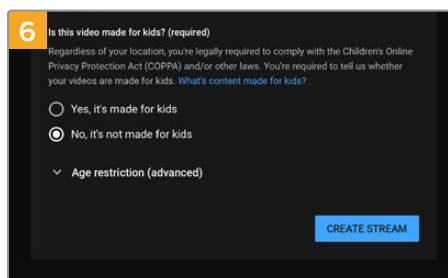 6
Is this video made for kids? (required)
Regardless of your location, you're legally required to comply with the Children's Online
Privacy Protection Act (COPPA) and/or other laws. You're required to tell us whether
your videos are made for kids. What's content made for kids?
Yes, it's made for kids
No, it's not made for kids
Age restriction (advanced)
CREATE STREAM